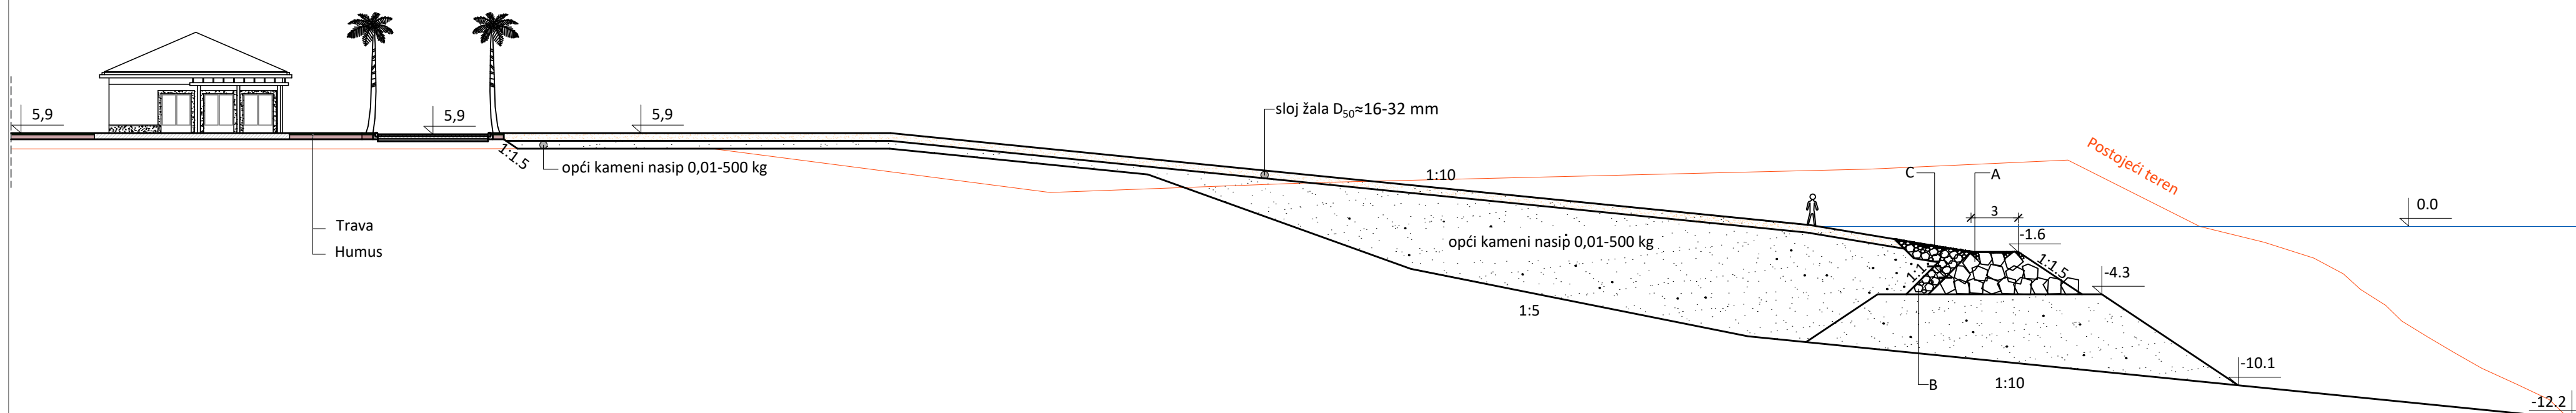 5,9
5,9
5,9
sloj žala D₅₀≈16-32 mm
1:1.5
opći kameni nasip 0,01-500 kg
Trava
Humus
1:10
C
A
3
Postojeći teren
0.0
opći kameni nasip 0,01-500 kg
-1.6
1:1
1:1.5
-4.3
1:5
B
1:10
-10.1
-12.2